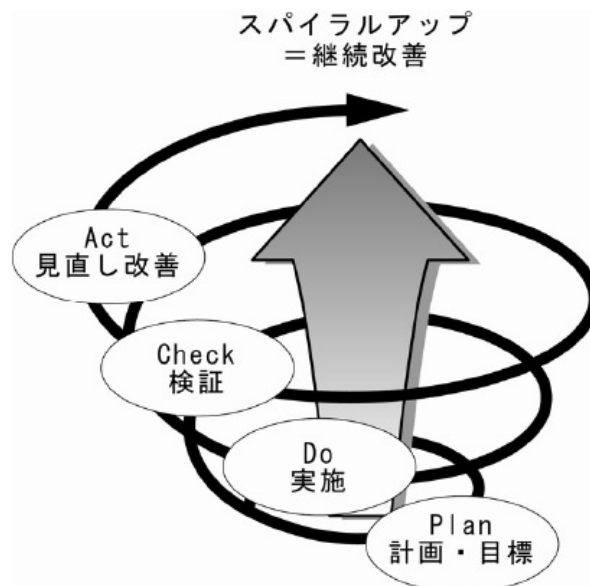 スパイラルアップ
＝継続改善
Act
見直し改善
Check
検証
Do
実施
Plan
計画・目標